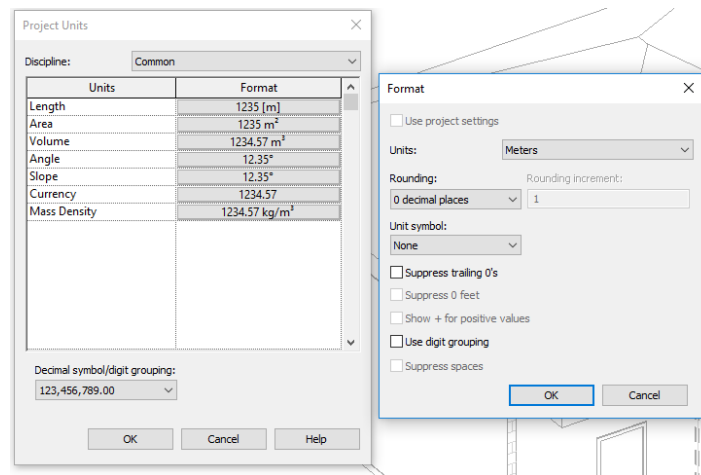 Project Units
Discipline: Common
Units Format
Length 1235 [m]
Area 1235 m²
Volume 1234.57 m³
Angle 12.35°
Slope 12.35°
Currency 1234.57
Mass Density 1234.57 kg/m³
Decimal symbol/digit grouping:
123,456,789.00
OK Cancel Help
Format
Use project settings
Units: Meters
Rounding: Rounding increment:
0 decimal places 1
Unit symbol:
None
Suppress trailing 0's
Suppress 0 feet
Show + for positive values
Use digit grouping
Suppress spaces
OK Cancel